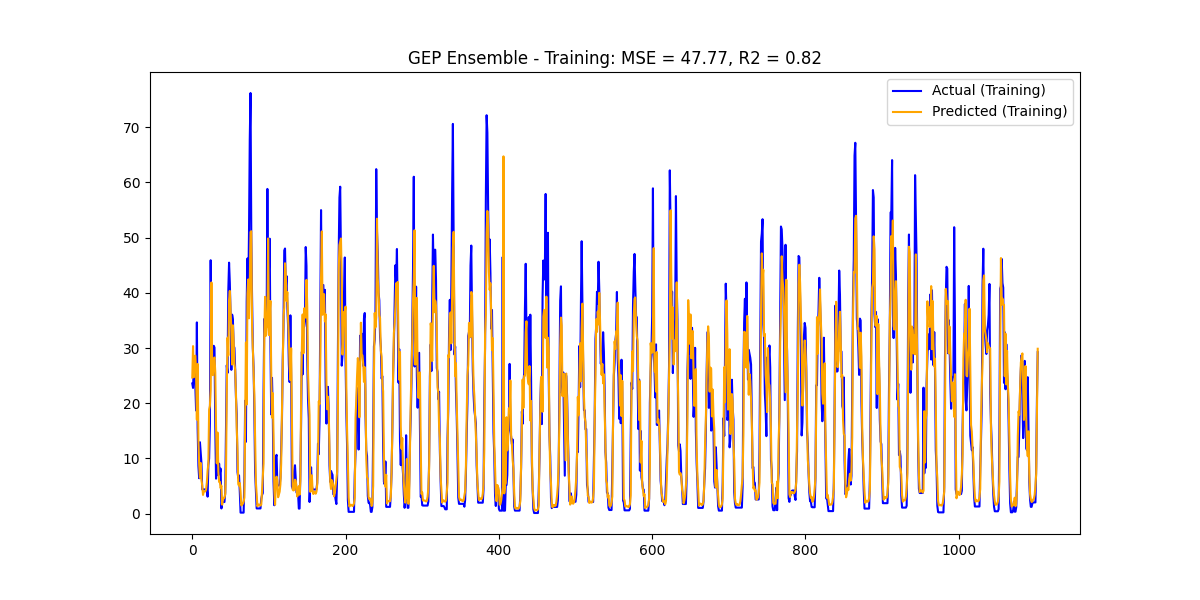 GEP Ensemble - Training: MSE = 47.77, R2 = 0.82
Actual (Training)
Predicted (Training)
70
60
50
40
30
20
10
0
0 200 400 600 800 1000